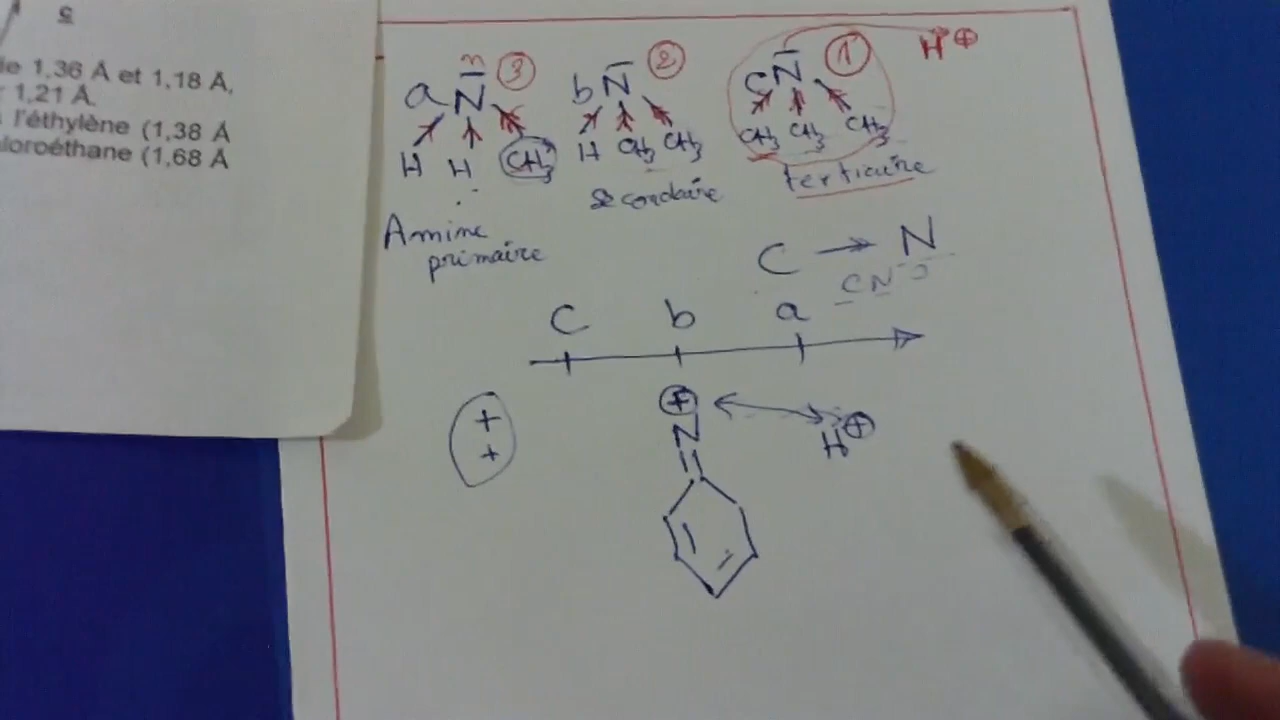 ie 1,36 Å et 1,18 Å,
1,21 Å.
l'éthylène (1,38 Å
loroéthane (1,68 Å
a N n 3
H H CH3
Amine
primaire
b N 2
H CH3 CH3
Secondaire
C N 1 H+
CH3 CH3 CH3
tertiaire
C → N
C N
C b a
+
+
+
N H+